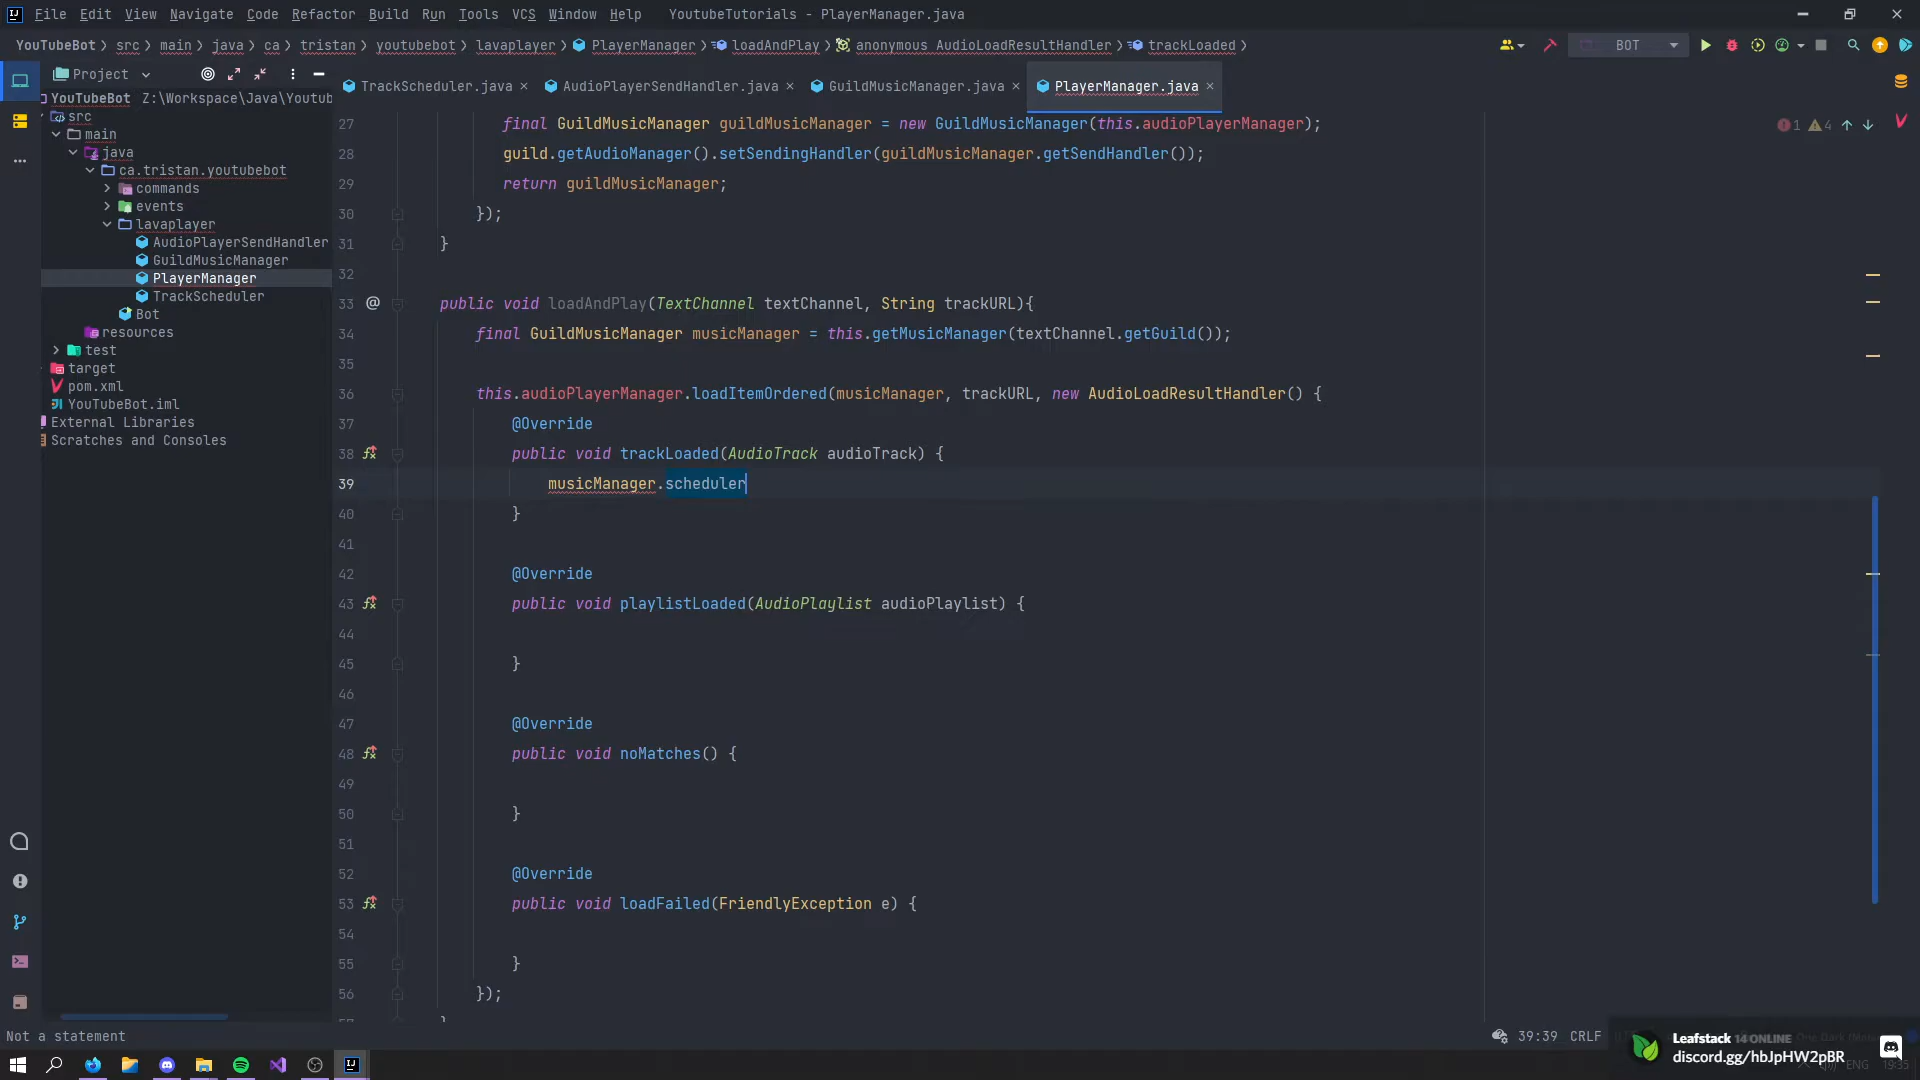 File Edit View Navigate Code Refactor Build Run Tools VCS Window Help YoutubeTutorials - PlayerManager.java
YouTubeBot src main java ca tristan youtubebot lavaplayer PlayerManager loadAndPlay anonymous AudioLoadResultHandler trackLoaded BOT
Project
TrackScheduler.java AudioPlayerSendHandler.java GuildMusicManager.java PlayerManager.java
YouTubeBot Z:\Workspace\Java\Youtub
src
main
java
ca.tristan.youtubebot
commands
events
lavaplayer
AudioPlayerSendHandler
GuildMusicManager
PlayerManager
TrackScheduler
Bot
resources
test
target
pom.xml
YouTubeBot.iml
External Libraries
Scratches and Consoles
1 4
27 final GuildMusicManager guildMusicManager = new GuildMusicManager(this.audioPlayerManager);
28 guild.getAudioManager().setSendingHandler(guildMusicManager.getSendHandler());
29 return guildMusicManager;
30 });
31 }
32
33 @ public void loadAndPlay(TextChannel textChannel, String trackURL){
34 final GuildMusicManager musicManager = this.getMusicManager(textChannel.getGuild());
35
36 this.audioPlayerManager.loadItemOrdered(musicManager, trackURL, new AudioLoadResultHandler() {
37 @Override
38 public void trackLoaded(AudioTrack audioTrack) {
39 musicManager.scheduler
40 }
41
42 @Override
43 public void playlistLoaded(AudioPlaylist audioPlaylist) {
44
45 }
46
47 @Override
48 public void noMatches() {
49
50 }
51
52 @Override
53 public void loadFailed(FriendlyException e) {
54
55 }
56 });
Not a statement
39:39 CRLF
Leafstack 14 ONLINE
discord.gg/hbJpHW2pBR
ENG 19:35